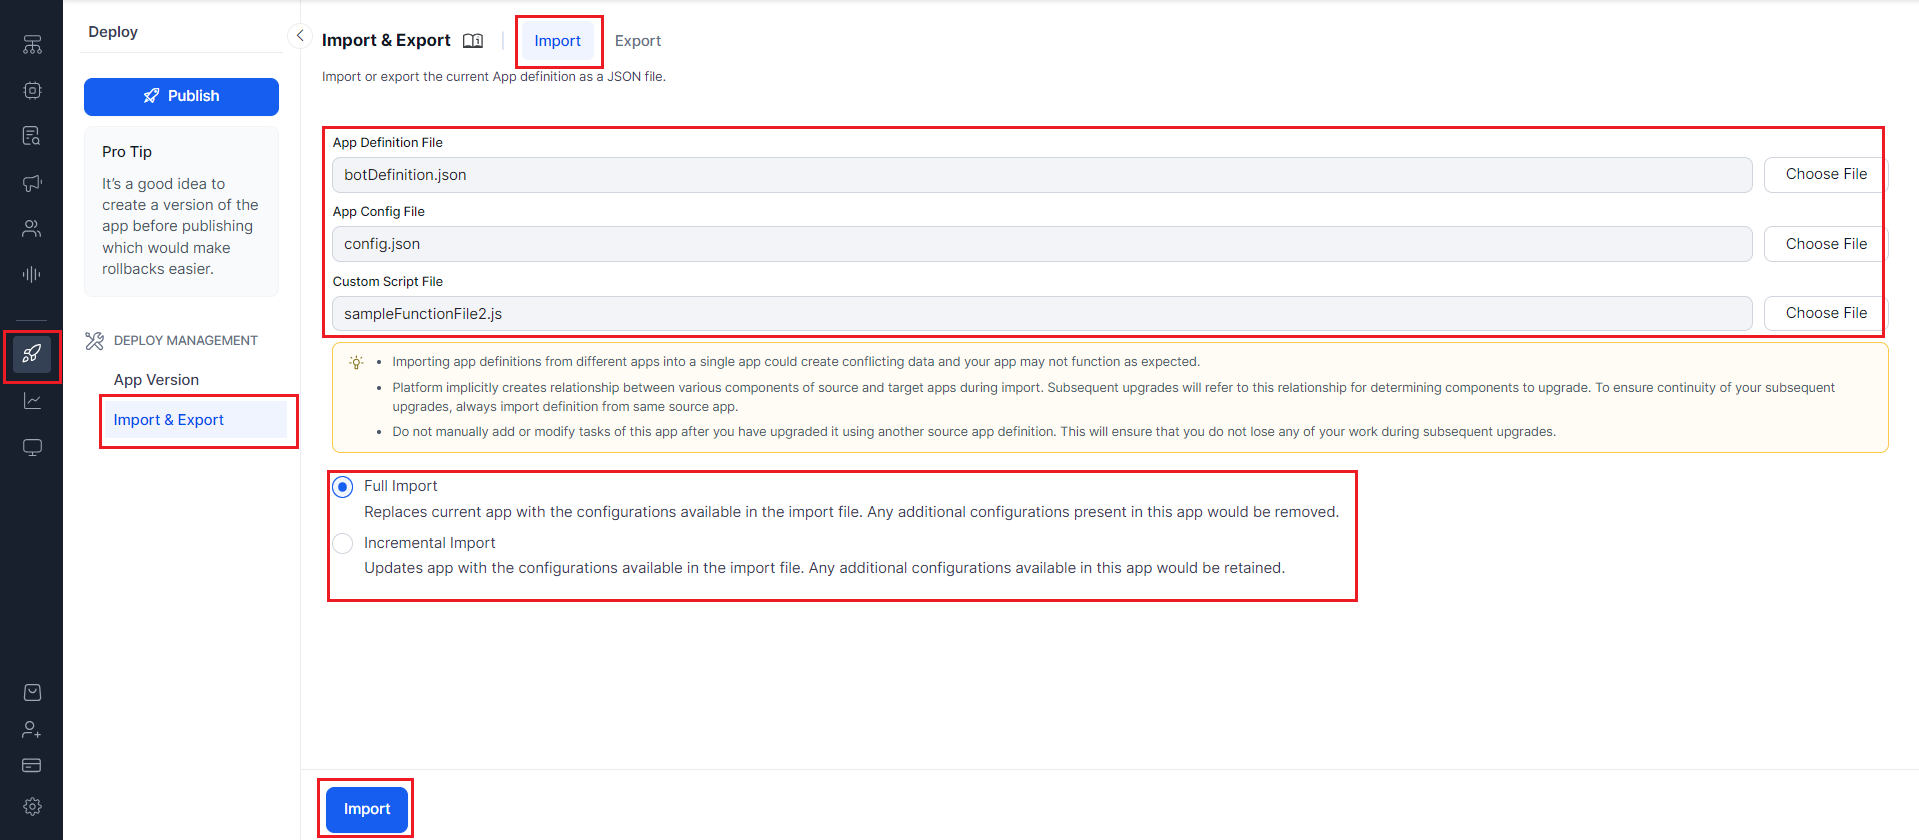 Deploy
Publish
Pro Tip
It's a good idea to
create a version of the
app before publishing
which would make
rollbacks easier.
DEPLOY MANAGEMENT
App Version
Import & Export
Import & Export
Import
Export
Import or export the current App definition as a JSON file.
App Definition File
botDefinition.json
Choose File
App Config File
config.json
Choose File
Custom Script File
sampleFunctionFile2.js
Choose File
• Importing app definitions from different apps into a single app could create conflicting data and your app may not function as expected.
• Platform implicitly creates relationship between various components of source and target apps during import. Subsequent upgrades will refer to this relationship for determining components to upgrade. To ensure continuity of your subsequent
upgrades, always import definition from same source app.
• Do not manually add or modify tasks of this app after you have upgraded it using another source app definition. This will ensure that you do not lose any of your work during subsequent upgrades.
Full Import
Replaces current app with the configurations available in the import file. Any additional configurations present in this app would be removed.
Incremental Import
Updates app with the configurations available in the import file. Any additional configurations available in this app would be retained.
Import